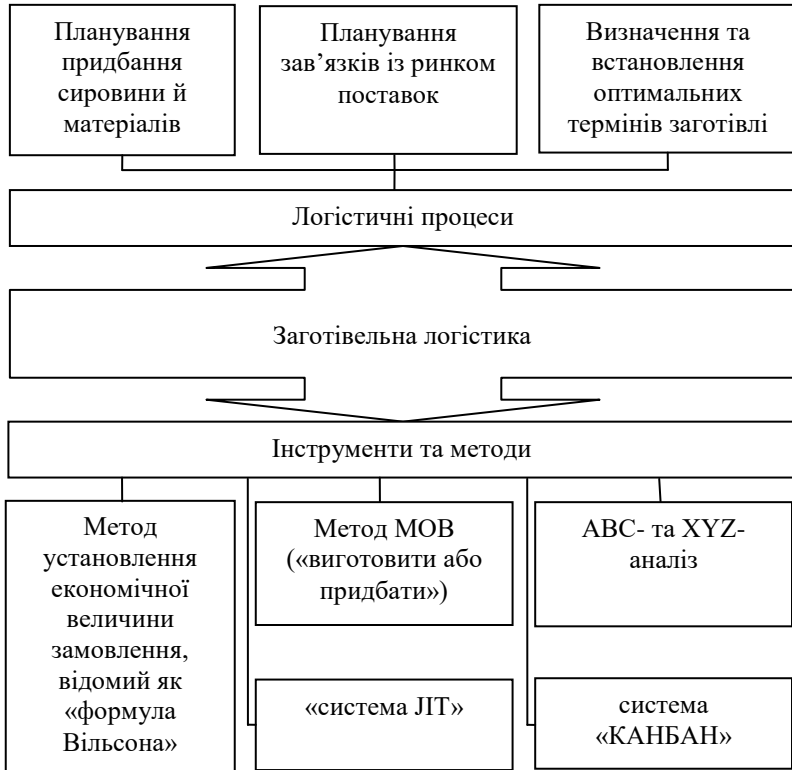 Планування
придбання
сировини й
матеріалів
Планування
зав’язків із ринком
поставок
Визначення та
встановлення
оптимальних
термінів заготівлі
Логістичні процеси
Заготівельна логістика
Інструменти та методи
Метод
установлення
економічної
величини
замовлення,
відомий як
«формула
Вільсона»
Метод МОВ
(«виготовити або
придбати»)
АВС- та XYZ-
аналіз
«система ЛТ»
система
«КАНБАН»